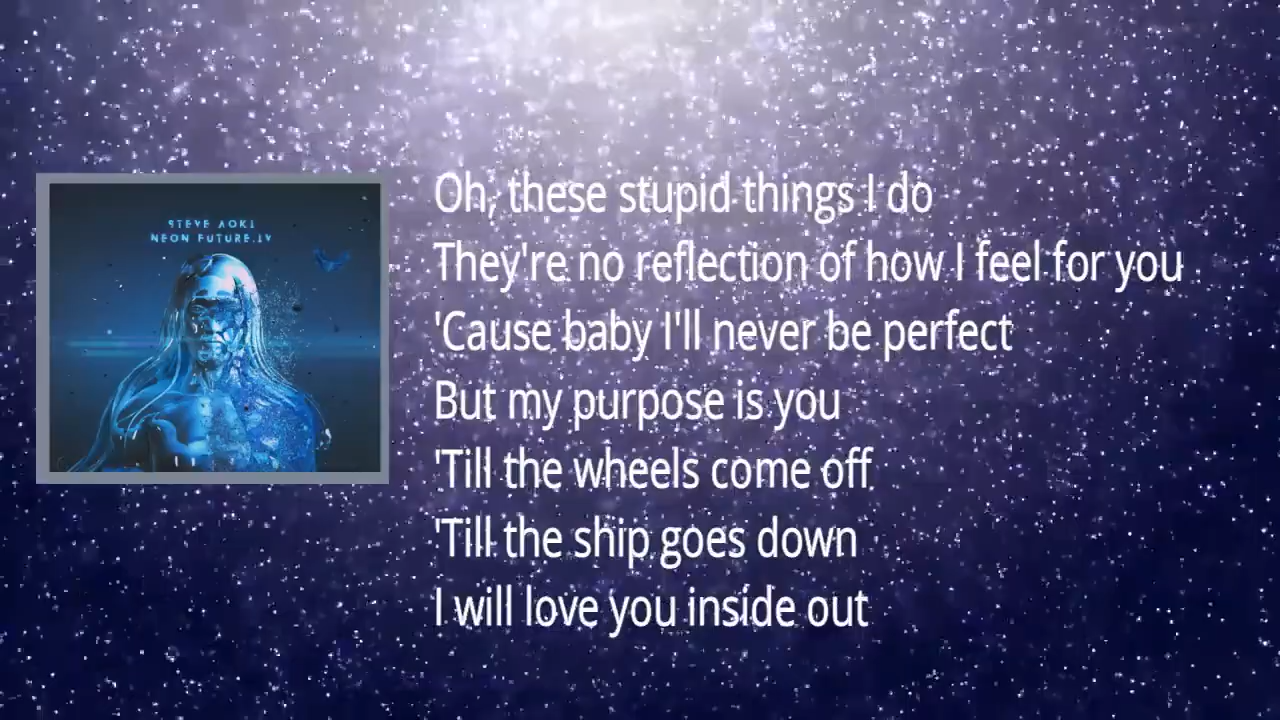 STEVE AOKI
NEON FUTURE.IV
Oh, these stupid things I do
They're no reflection of how I feel for you
'Cause baby I'll never be perfect
But my purpose is you
'Till the wheels come off
'Till the ship goes down
I will love you inside out